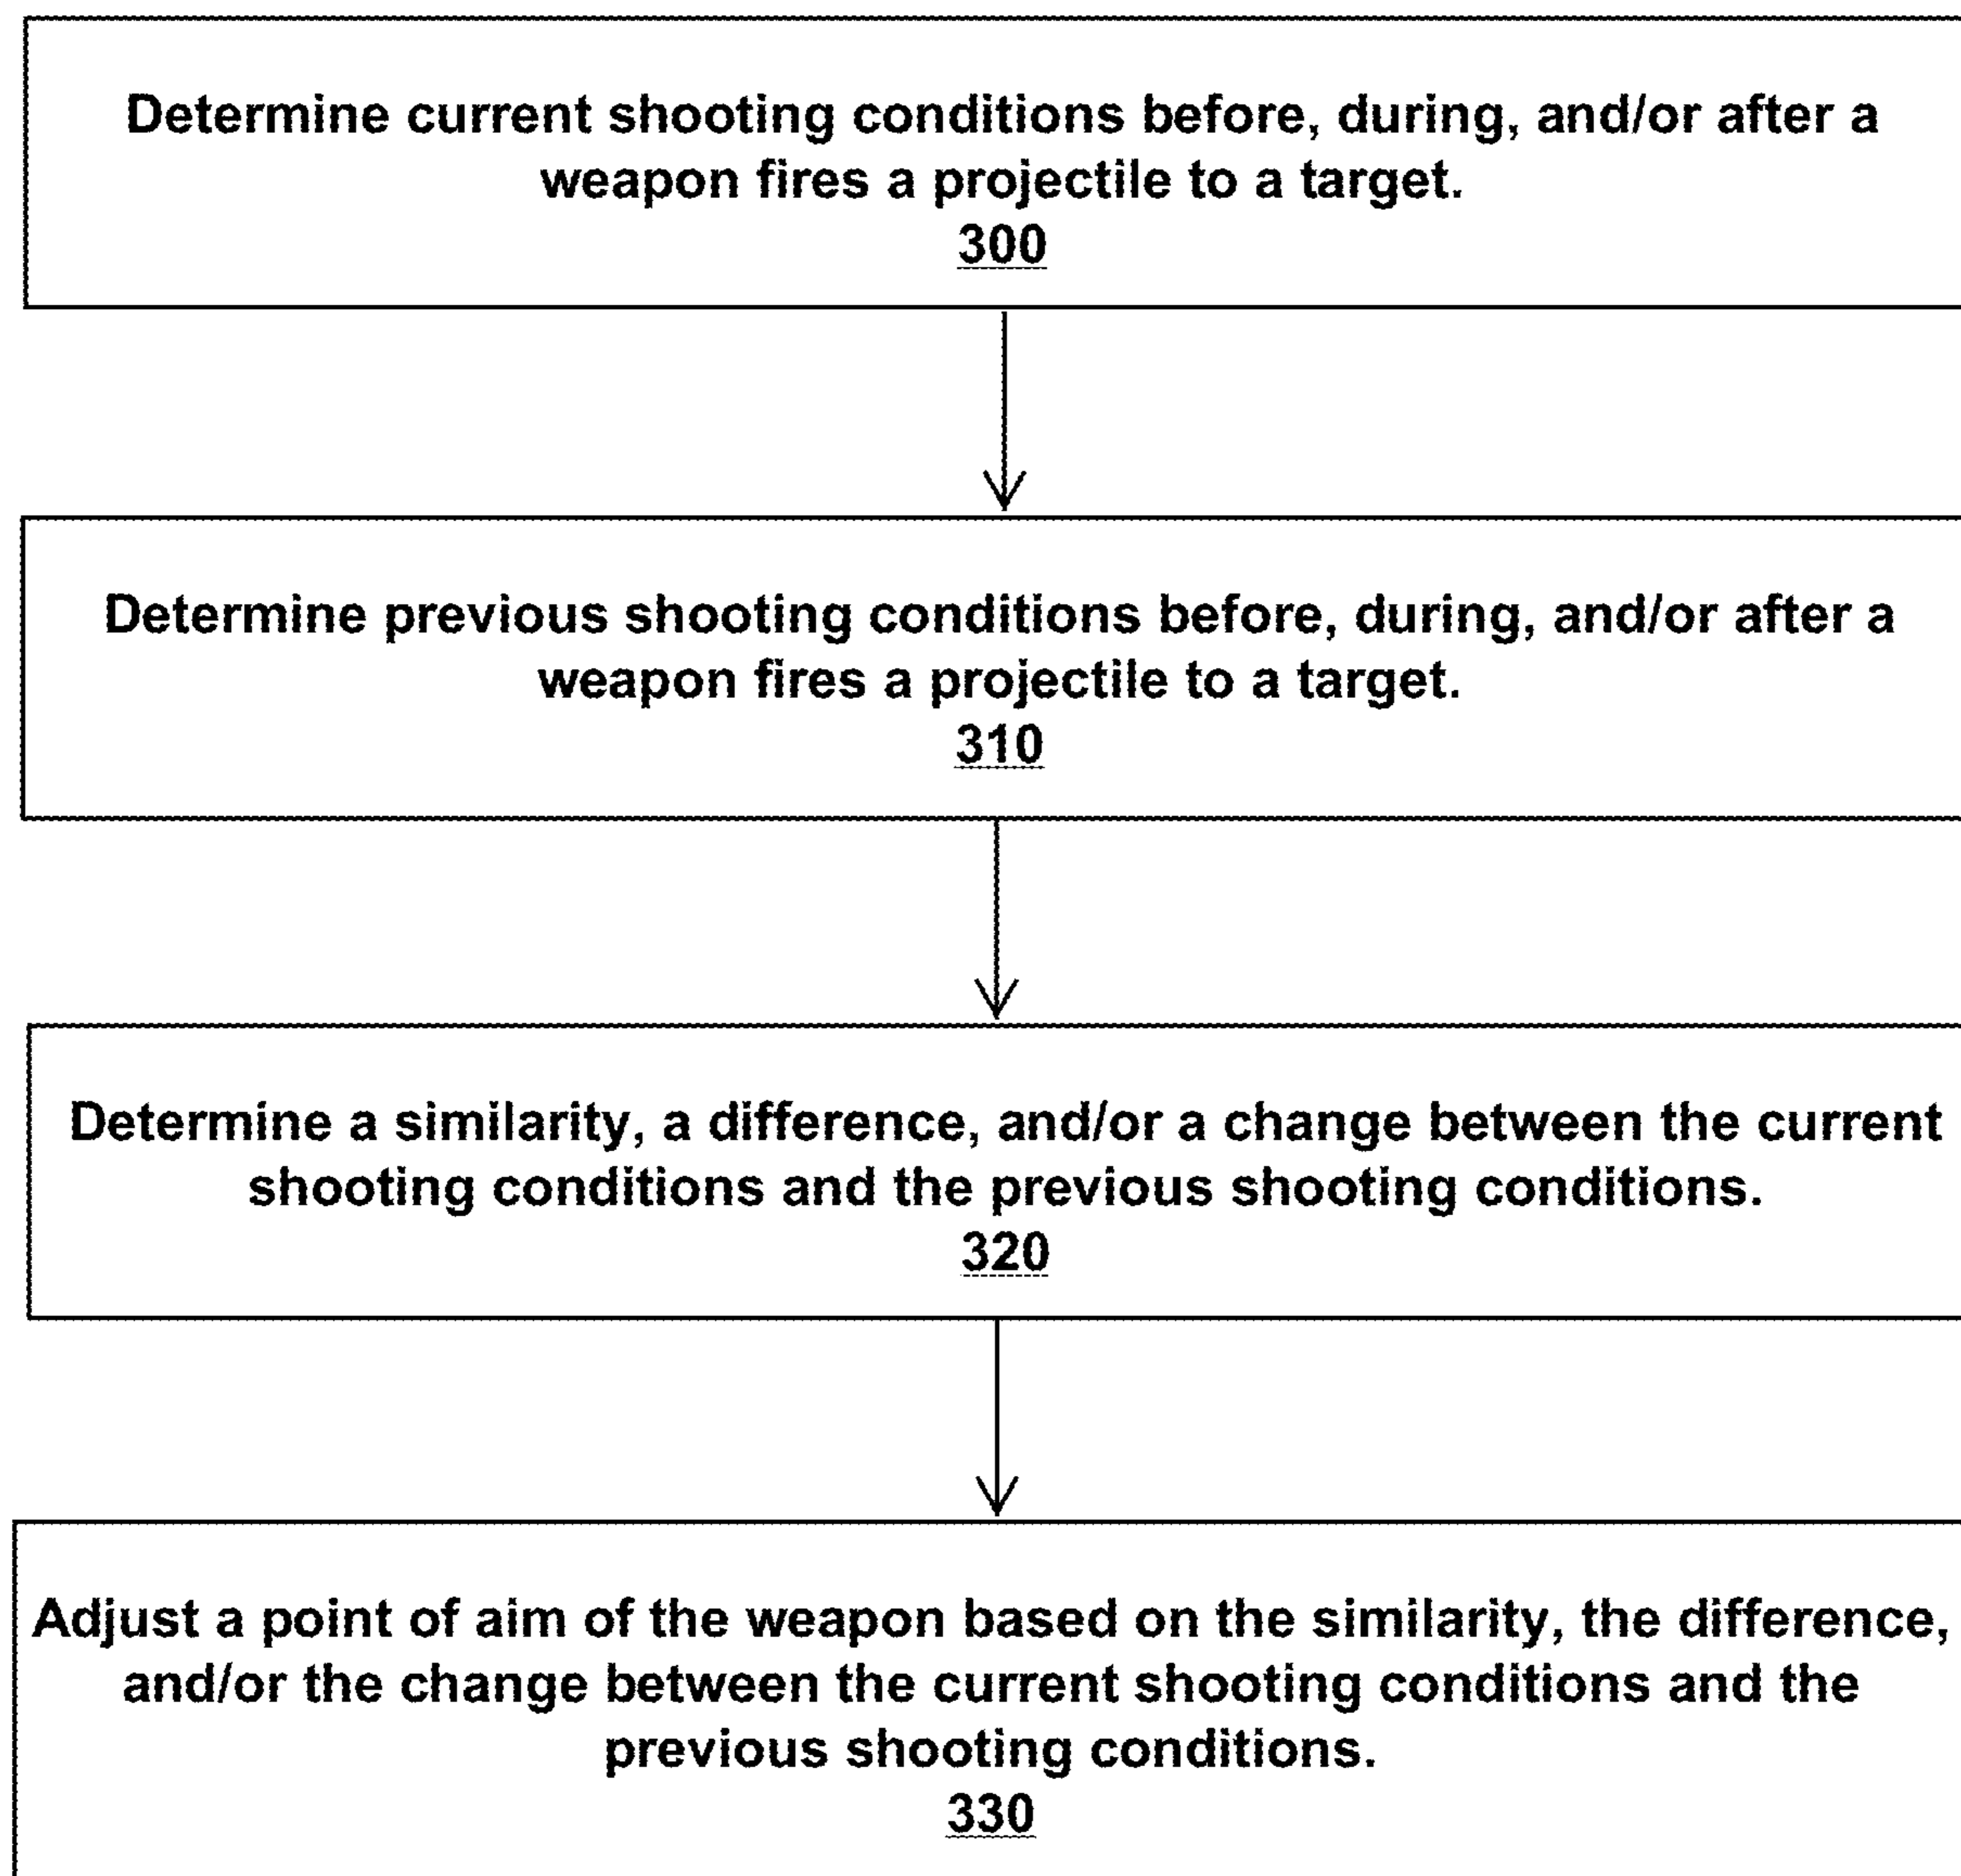 Determine current shooting conditions before, during, and/or after a
weapon fires a projectile to a target.
300
Determine previous shooting conditions before, during, and/or after a
weapon fires a projectile to a target.
310
Determine a similarity, a difference, and/or a change between the current
shooting conditions and the previous shooting conditions.
320
Adjust a point of aim of the weapon based on the similarity, the difference,
and/or the change between the current shooting conditions and the
previous shooting conditions.
330